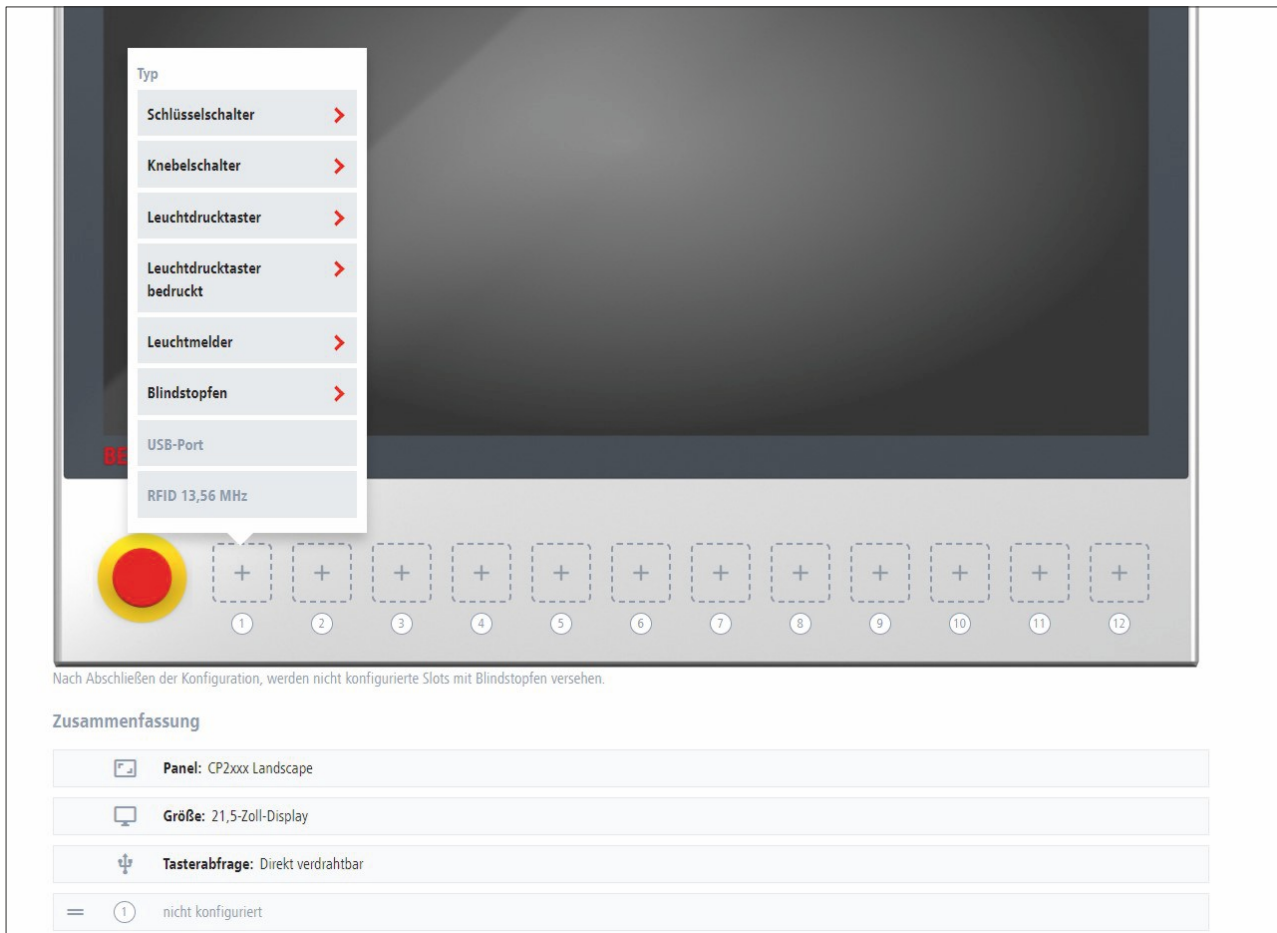 Typ
Schlüsselschalter
Knebelschalter
Leuchtdrucktaster
Leuchtdrucktaster
bedruckt
Leuchtmelder
Blindstopfen
USB-Port
RFID 13,56 MHz
BE
1 2 3 4 5 6 7 8 9 10 11 12
Nach Abschließen der Konfiguration, werden nicht konfigurierte Slots mit Blindstopfen versehen.
Zusammenfassung
Panel: CP2xxx Landscape
Größe: 21,5-Zoll-Display
Tasterabfrage: Direkt verdrahtbar
1 nicht konfiguriert